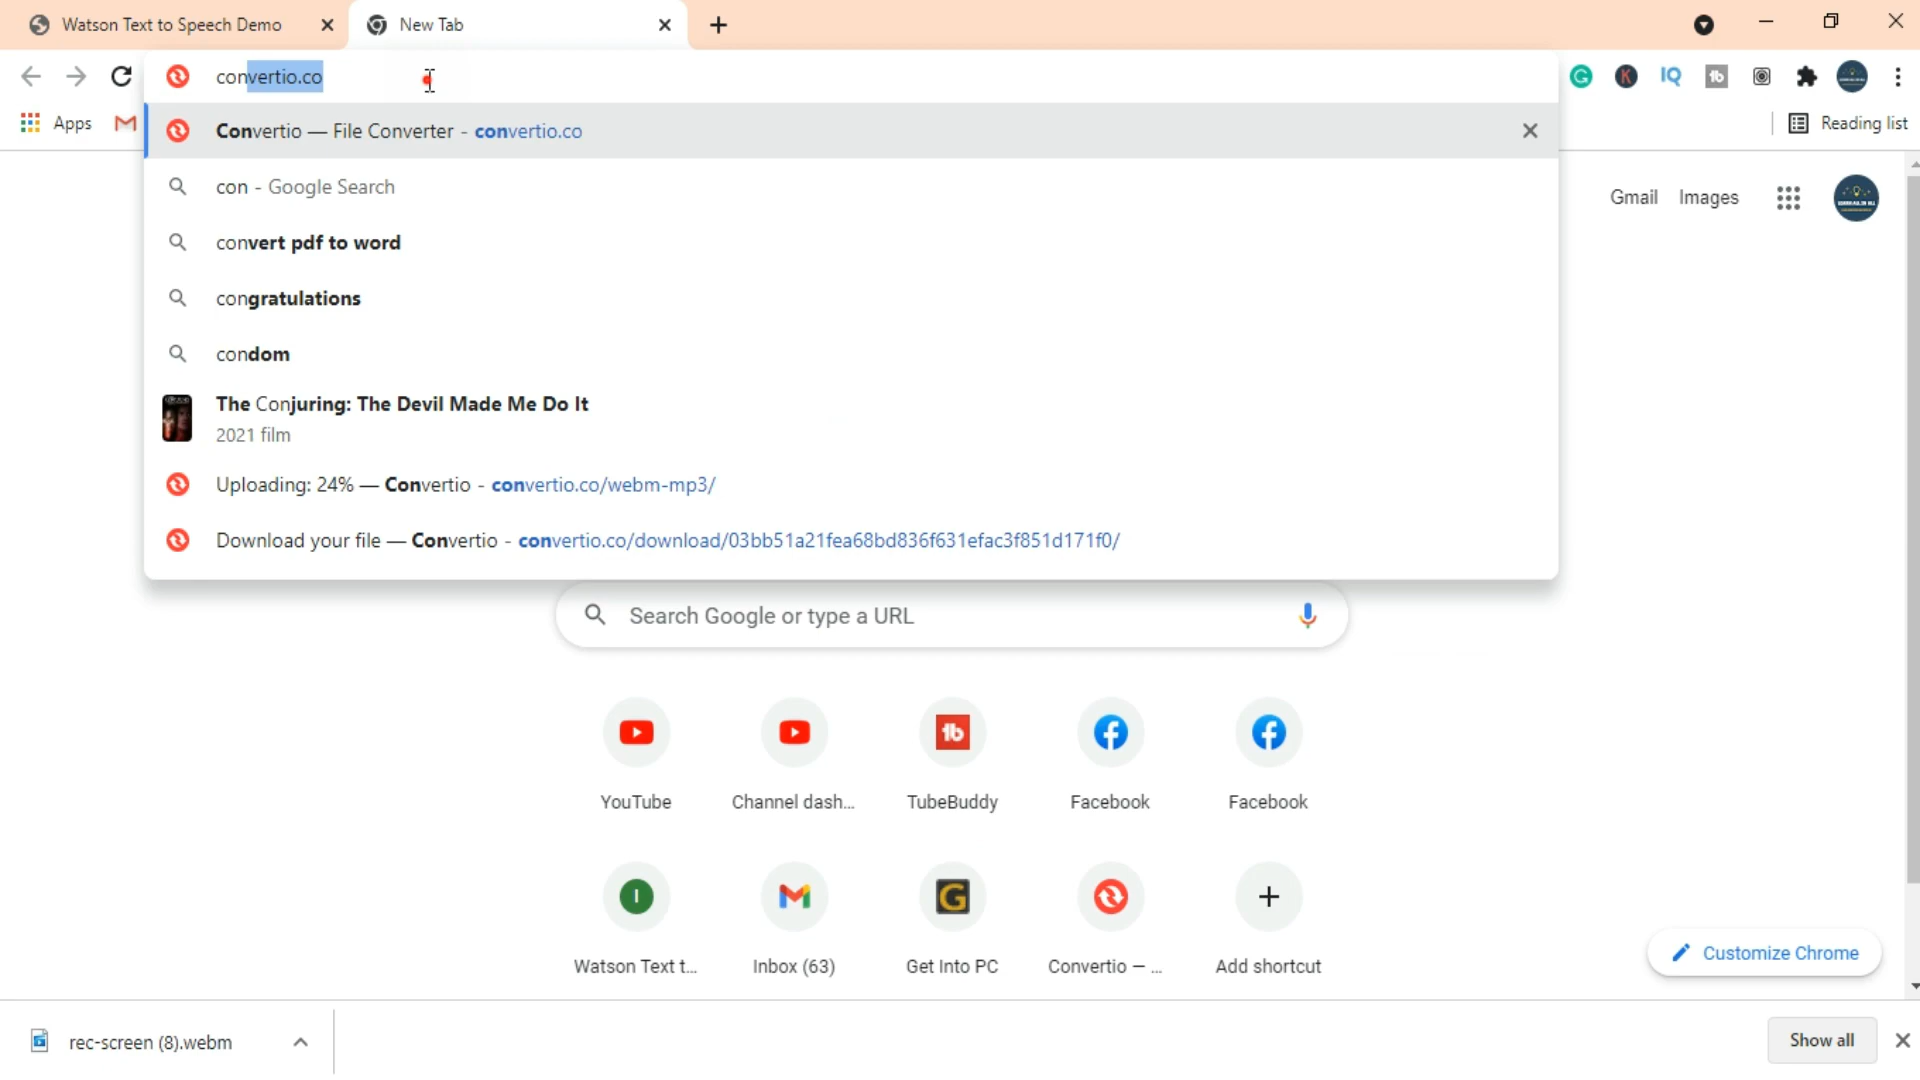 Watson Text to Speech Demo
New Tab
convertio.co
Apps
Reading list
Convertio — File Converter - convertio.co
con - Google Search
convert pdf to word
congratulations
condom
The Conjuring: The Devil Made Me Do It
2021 film
Uploading: 24% — Convertio - convertio.co/webm-mp3/
Download your file — Convertio - convertio.co/download/03bb51a21fea68bd836f631efac3f851d171f0/
Gmail Images
Search Google or type a URL
YouTube
Channel dash...
TubeBuddy
Facebook
Facebook
Watson Text t...
Inbox (63)
Get Into PC
Convertio — ...
Add shortcut
Customize Chrome
rec-screen (8).webm
Show all